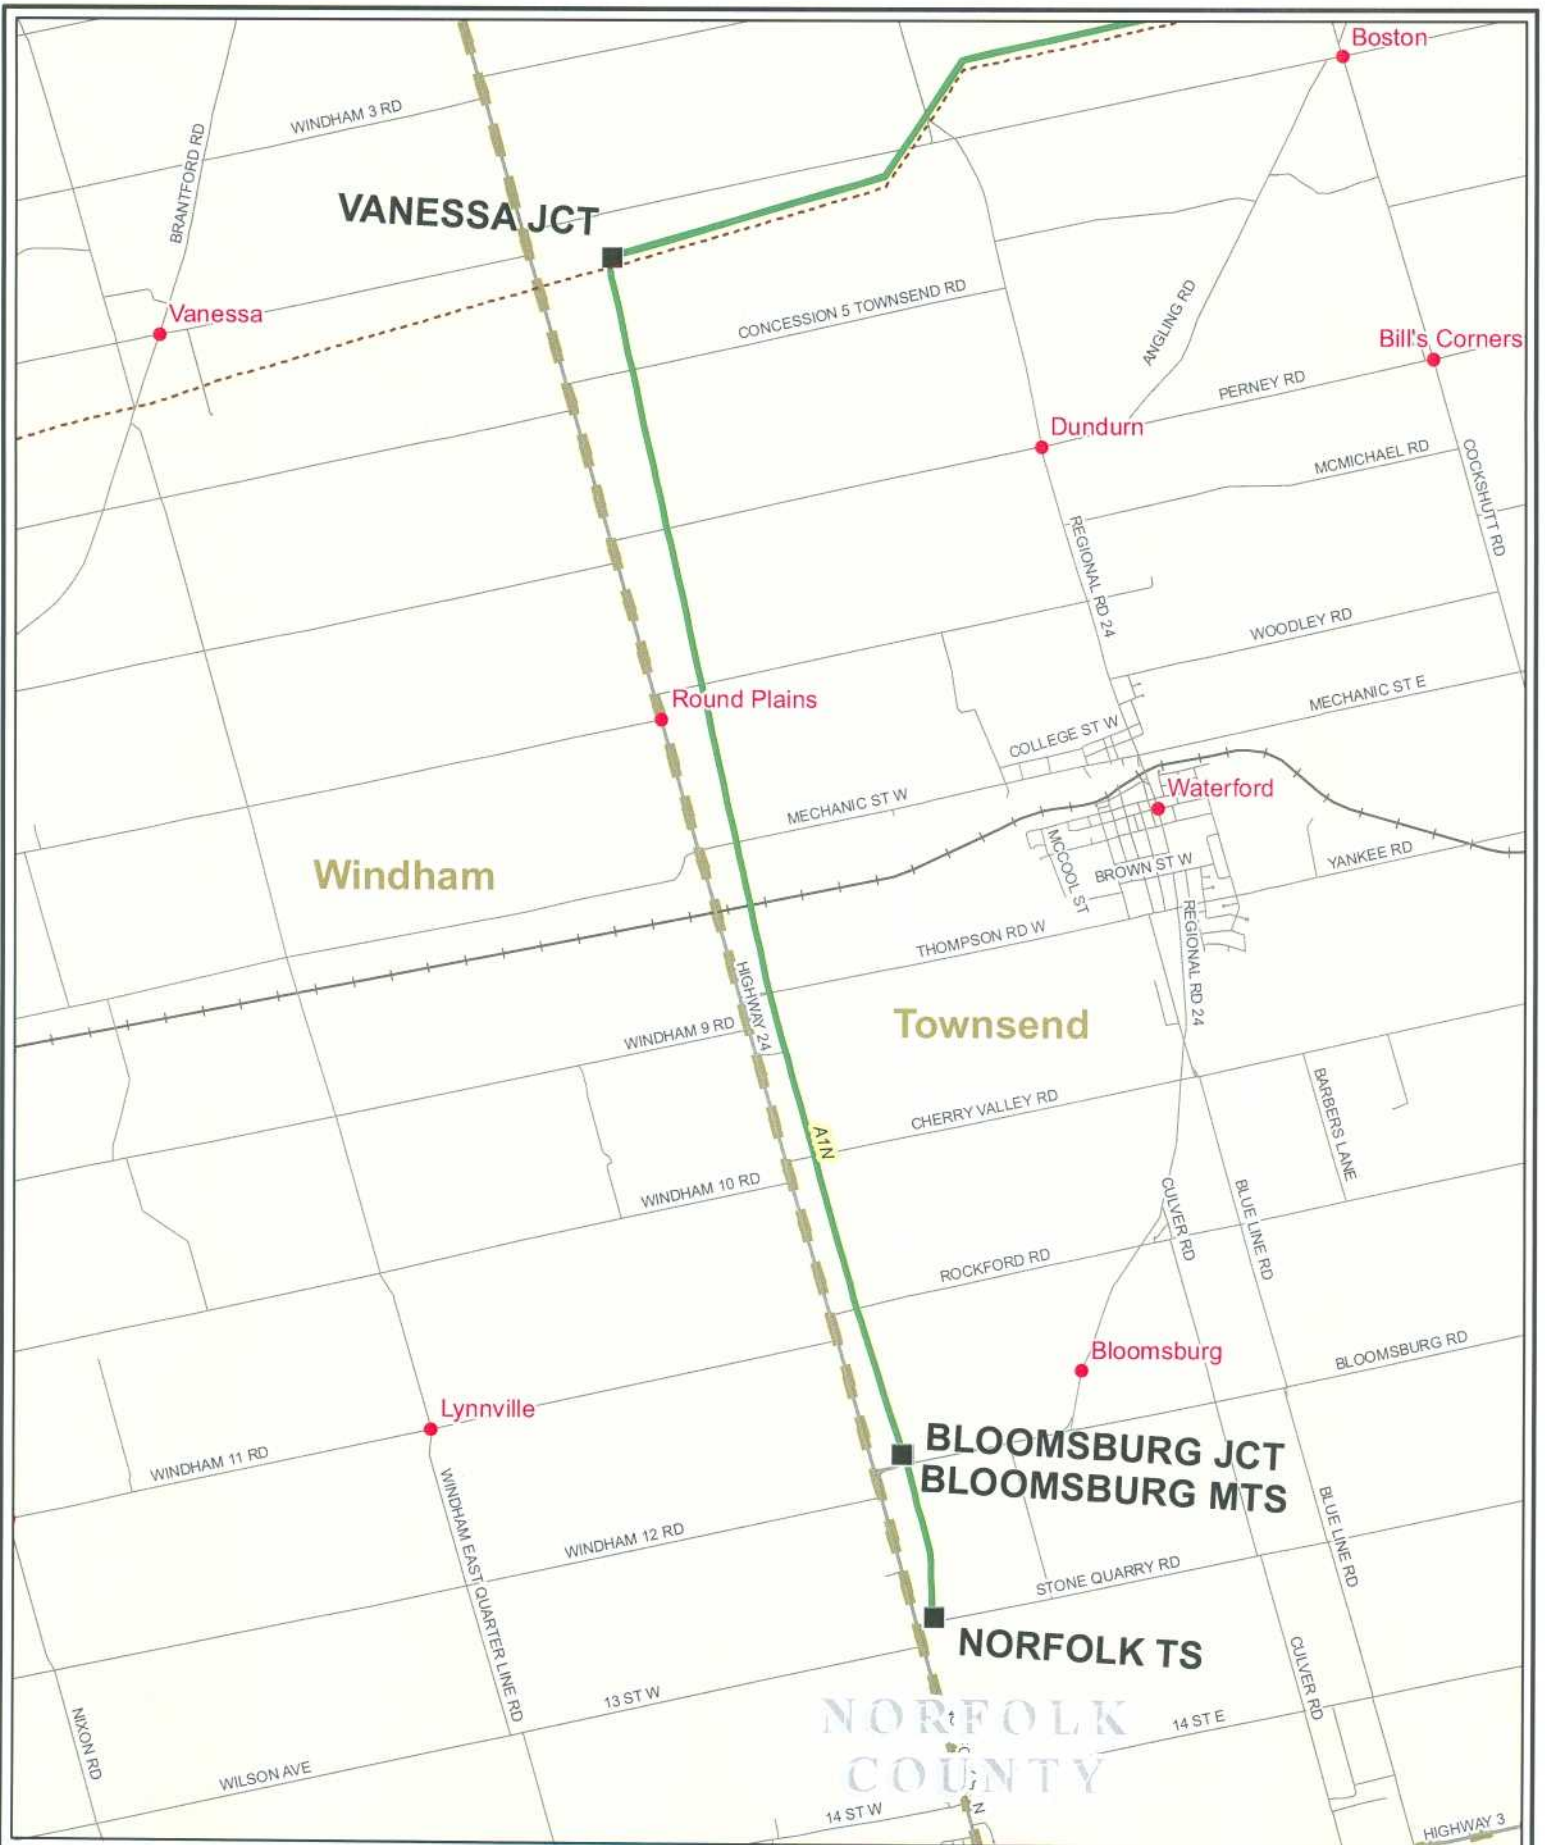 Boston
WINDHAM 3 RD
BRANTFORD RD
VANESSA JCT
Vanessa
CONCESSION 5 TOWNSEND RD
ANGLING RD
Bill's Corners
PERNEY RD
Dundurn
MCMICHAEL RD
COCKSHUTT RD
REGIONAL RD 24
WOODLEY RD
Round Plains
MECHANIC ST E
COLLEGE ST W
MECHANIC ST W
Waterford
Windham
MCCOOL ST
BROWN ST W
YANKEE RD
THOMPSON RD W
REGIONAL RD 24
HIGHWAY 24
WINDHAM 9 RD
Townsend
CHERRY VALLEY RD
BARBERS LANE
A1N
WINDHAM 10 RD
CULVER RD
BLUE LINE RD
ROCKFORD RD
Bloomsburg
BLOOMSBURG RD
Lynnville
BLOOMSBURG JCT
BLOOMSBURG MTS
WINDHAM 11 RD
WINDHAM EAST QUARTER LINE RD
WINDHAM 12 RD
BLUE LINE RD
STONE QUARRY RD
NORFOLK TS
CULVER RD
13 ST W
NIXON RD
NORFOLK
COUNTY
14 ST E
WILSON AVE
14 ST W
HIGHWAY 3